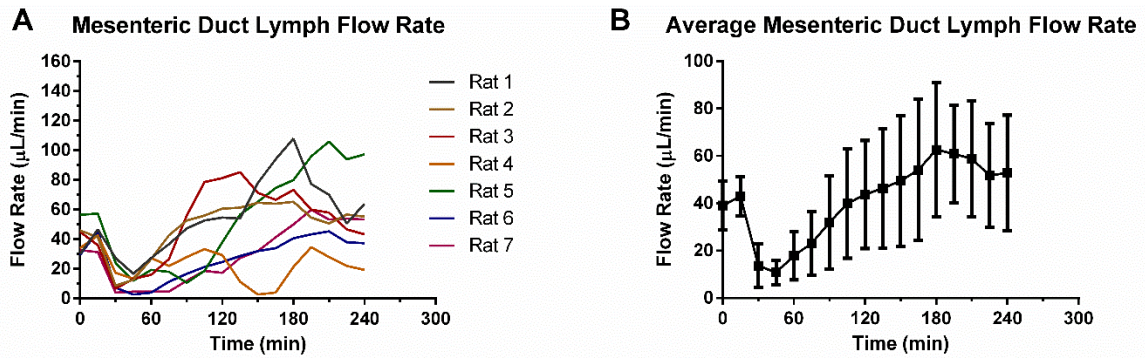 A Mesenteric Duct Lymph Flow Rate
Flow Rate (μL/min)
160
140
120
100
80
60
40
20
0
0 60 120 180 240 300
Time (min)
Rat 1
Rat 2
Rat 3
Rat 4
Rat 5
Rat 6
Rat 7
B Average Mesenteric Duct Lymph Flow Rate
Flow Rate (μL/min)
100
80
60
40
20
0
0 60 120 180 240 300
Time (min)